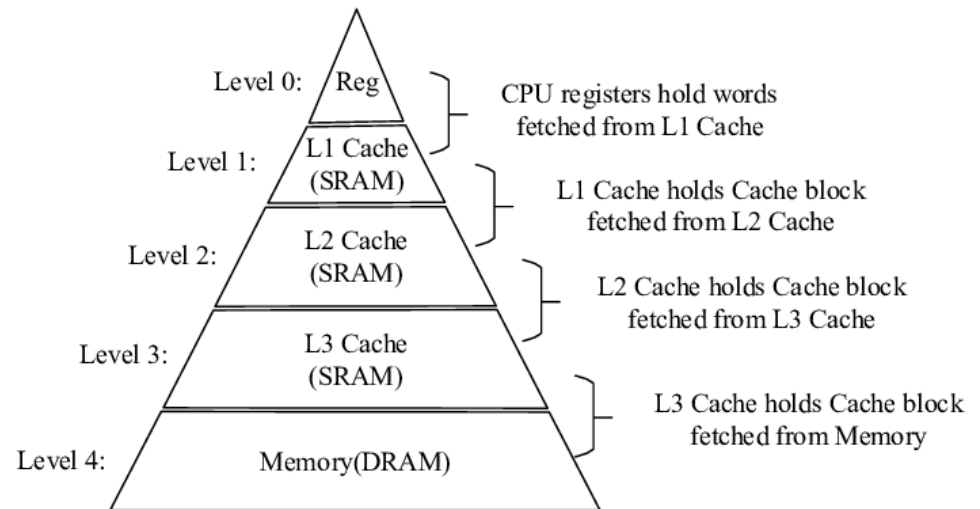 Level 0:
Reg
CPU registers hold words
fetched from L1 Cache
Level 1:
L1 Cache
(SRAM)
L1 Cache holds Cache block
fetched from L2 Cache
Level 2:
L2 Cache
(SRAM)
L2 Cache holds Cache block
fetched from L3 Cache
Level 3:
L3 Cache
(SRAM)
L3 Cache holds Cache block
fetched from Memory
Level 4:
Memory(DRAM)